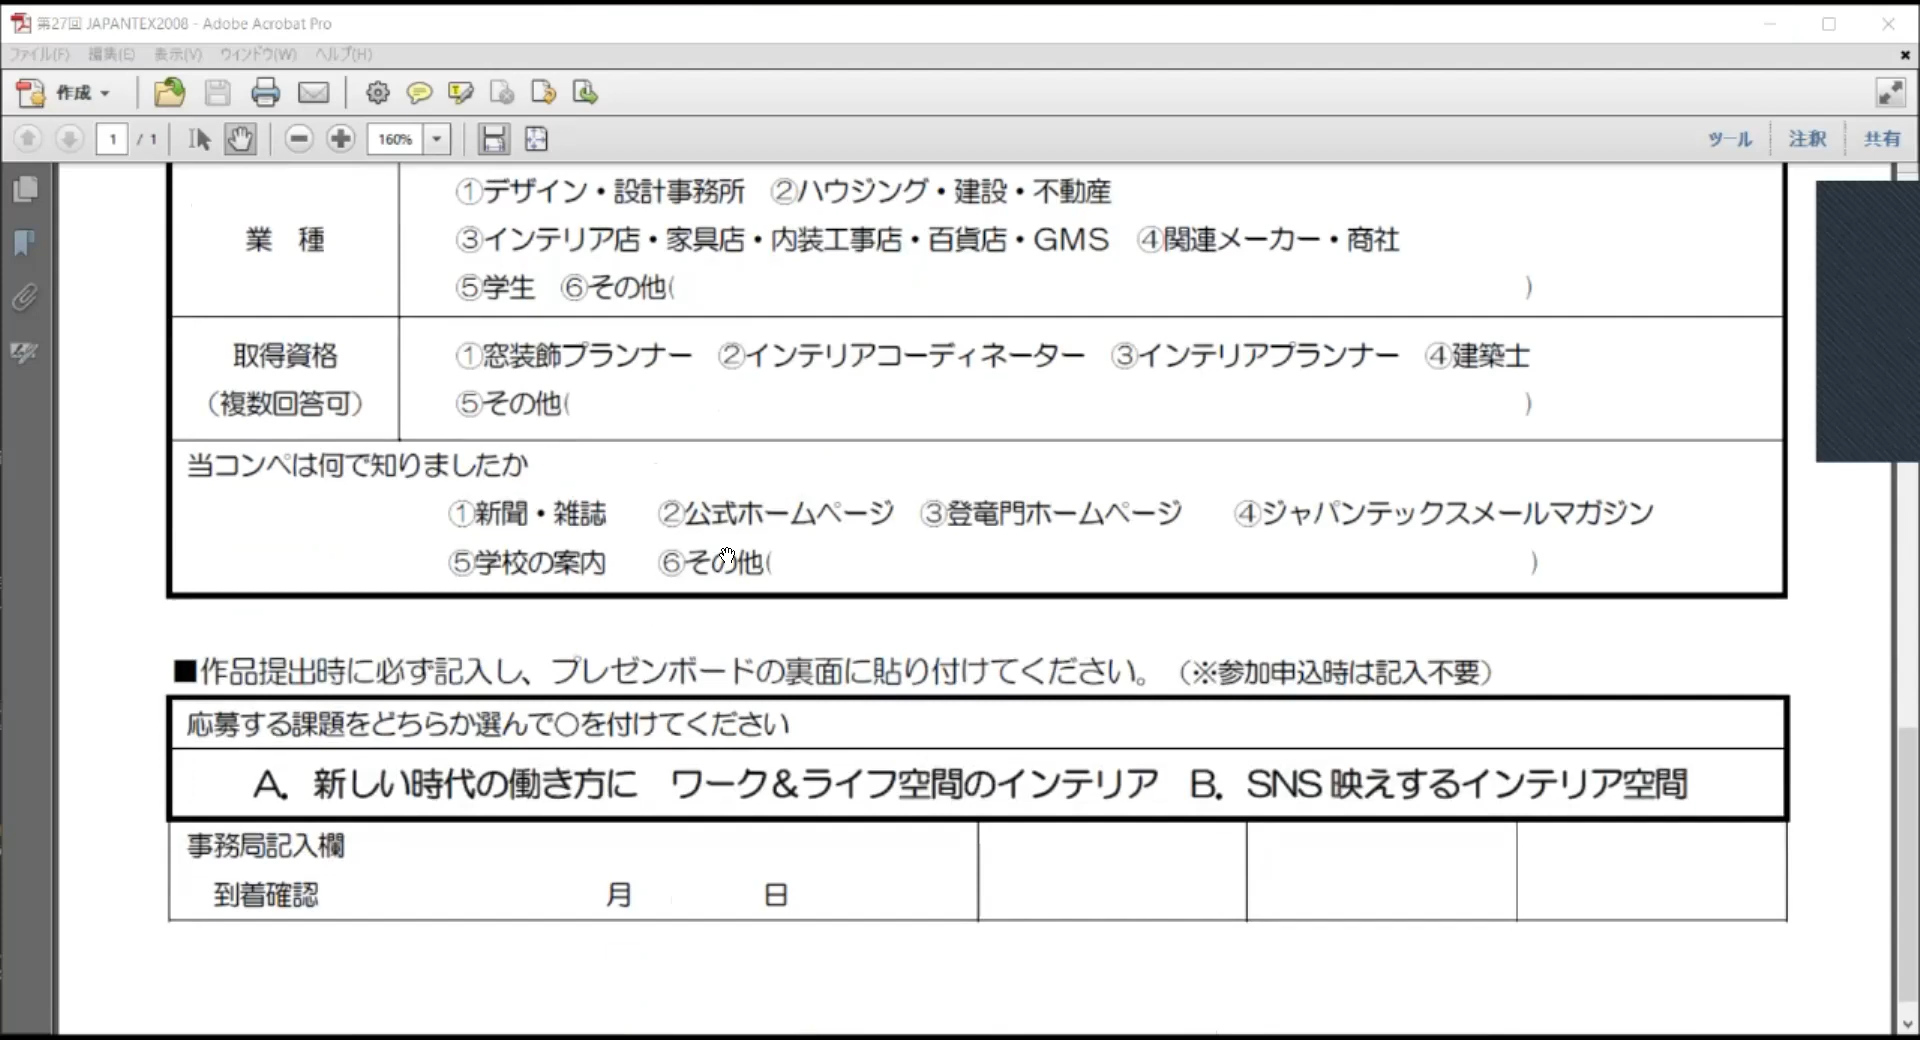 第27回 JAPANTEX2008 - Adobe Acrobat Pro
ファイル(F) 編集(E) 表示(V) ウィンドウ(W) ヘルプ(H)
作成
1 / 1 160% ツール 注釈 共有
業　種
①デザイン・設計事務所　②ハウジング・建設・不動産
③インテリア店・家具店・内装工事店・百貨店・GMS　④関連メーカー・商社
⑤学生　⑥その他(　)
取得資格
（複数回答可）
①窓装飾プランナー　②インテリアコーディネーター　③インテリアプランナー　④建築士
⑤その他(　)
当コンペは何で知りましたか
①新聞・雑誌　②公式ホームページ　③登竜門ホームページ　④ジャパンテックスメールマガジン
⑤学校の案内　⑥その他(　)
■作品提出時に必ず記入し、プレゼンボードの裏面に貼り付けてください。（※参加申込時は記入不要）
応募する課題をどちらか選んで○を付けてください
A．新しい時代の働き方に　ワーク＆ライフ空間のインテリア　B．SNS映えするインテリア空間
事務局記入欄
到着確認　月　日